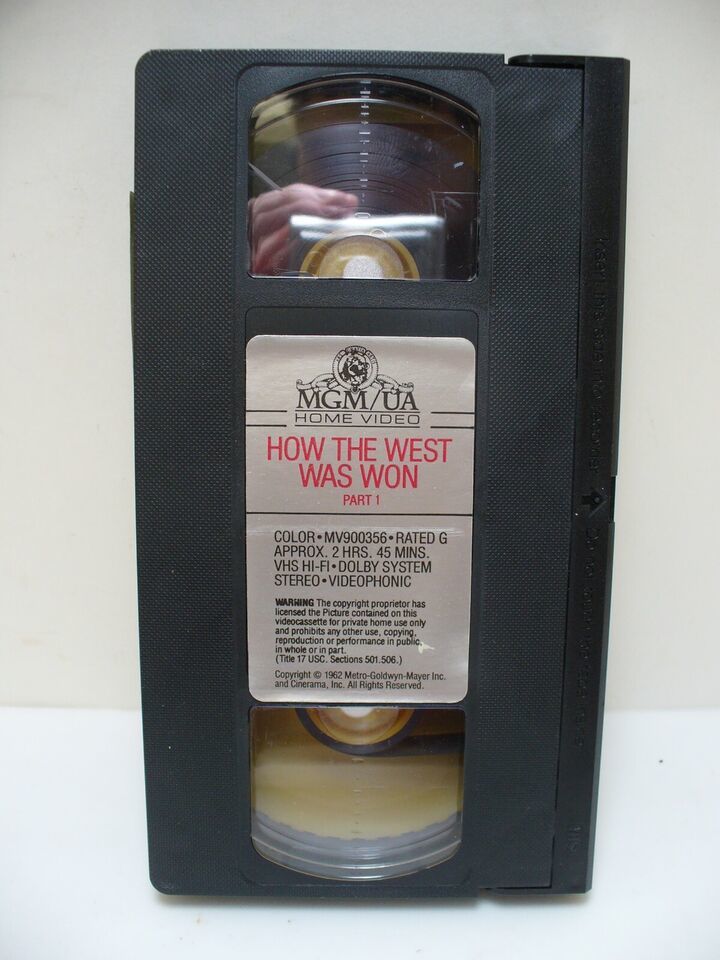 MGM/UA
HOME VIDEO
HOW THE WEST
WAS WON
PART 1
COLOR•MV900356•RATED G
APPROX. 2 HRS. 45 MINS.
VHS HI-FI•DOLBY SYSTEM
STEREO•VIDEOPHONIC
WARNING The copyright proprietor has
licensed the Picture contained on this
videocassette for private home use only
and prohibits any other use, copying,
reproduction or performance in public,
in whole or in part.
(Title 17 USC. Sections 501.506.)
Copyright © 1962 Metro-Goldwyn-Mayer Inc.
and Cinerama, Inc. All Rights Reserved.